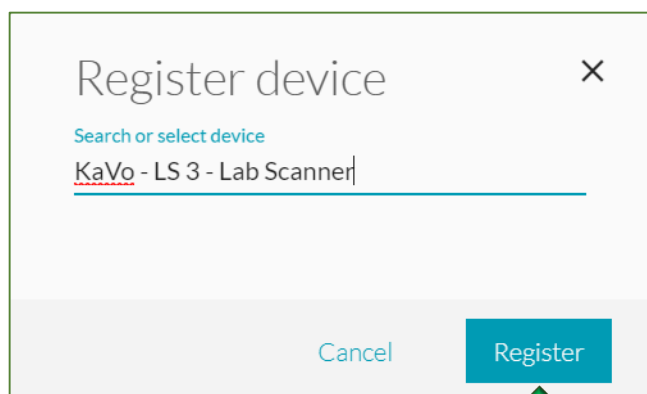 Register device
Search or select device
KaVo - LS 3 - Lab Scanner
Cancel
Register